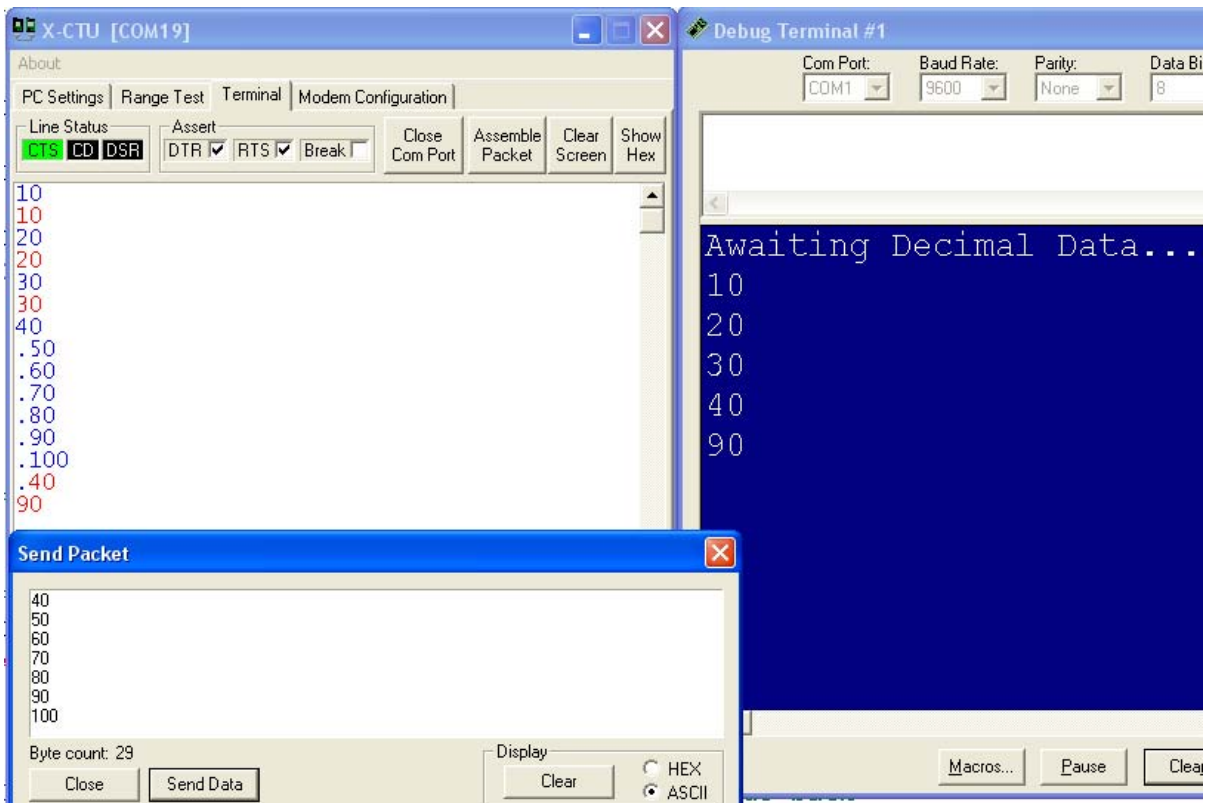 X-CTU [COM19]
About
PC Settings Range Test Terminal Modem Configuration
Line Status Assert
CTS CD DSR DTR RTS Break
Close Com Port
Assemble Packet
Clear Screen
Show Hex
10
10
20
20
30
30
40
.50
.60
.70
.80
.90
.100
.40
90
Send Packet
40
50
60
70
80
90
100
Byte count: 29
Close Send Data
Display
Clear
HEX
ASCII
Debug Terminal #1
Com Port: Baud Rate: Parity: Data Bi
COM1 9600 None 8
Awaiting Decimal Data...
10
20
30
40
90
Macros... Pause Clea